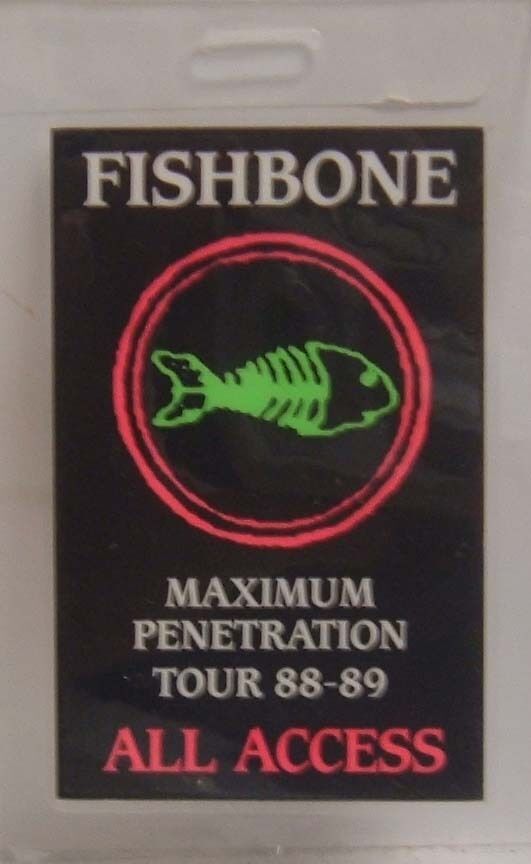 FISHBONE
MAXIMUM
PENETRATION
TOUR 88-89
ALL ACCESS